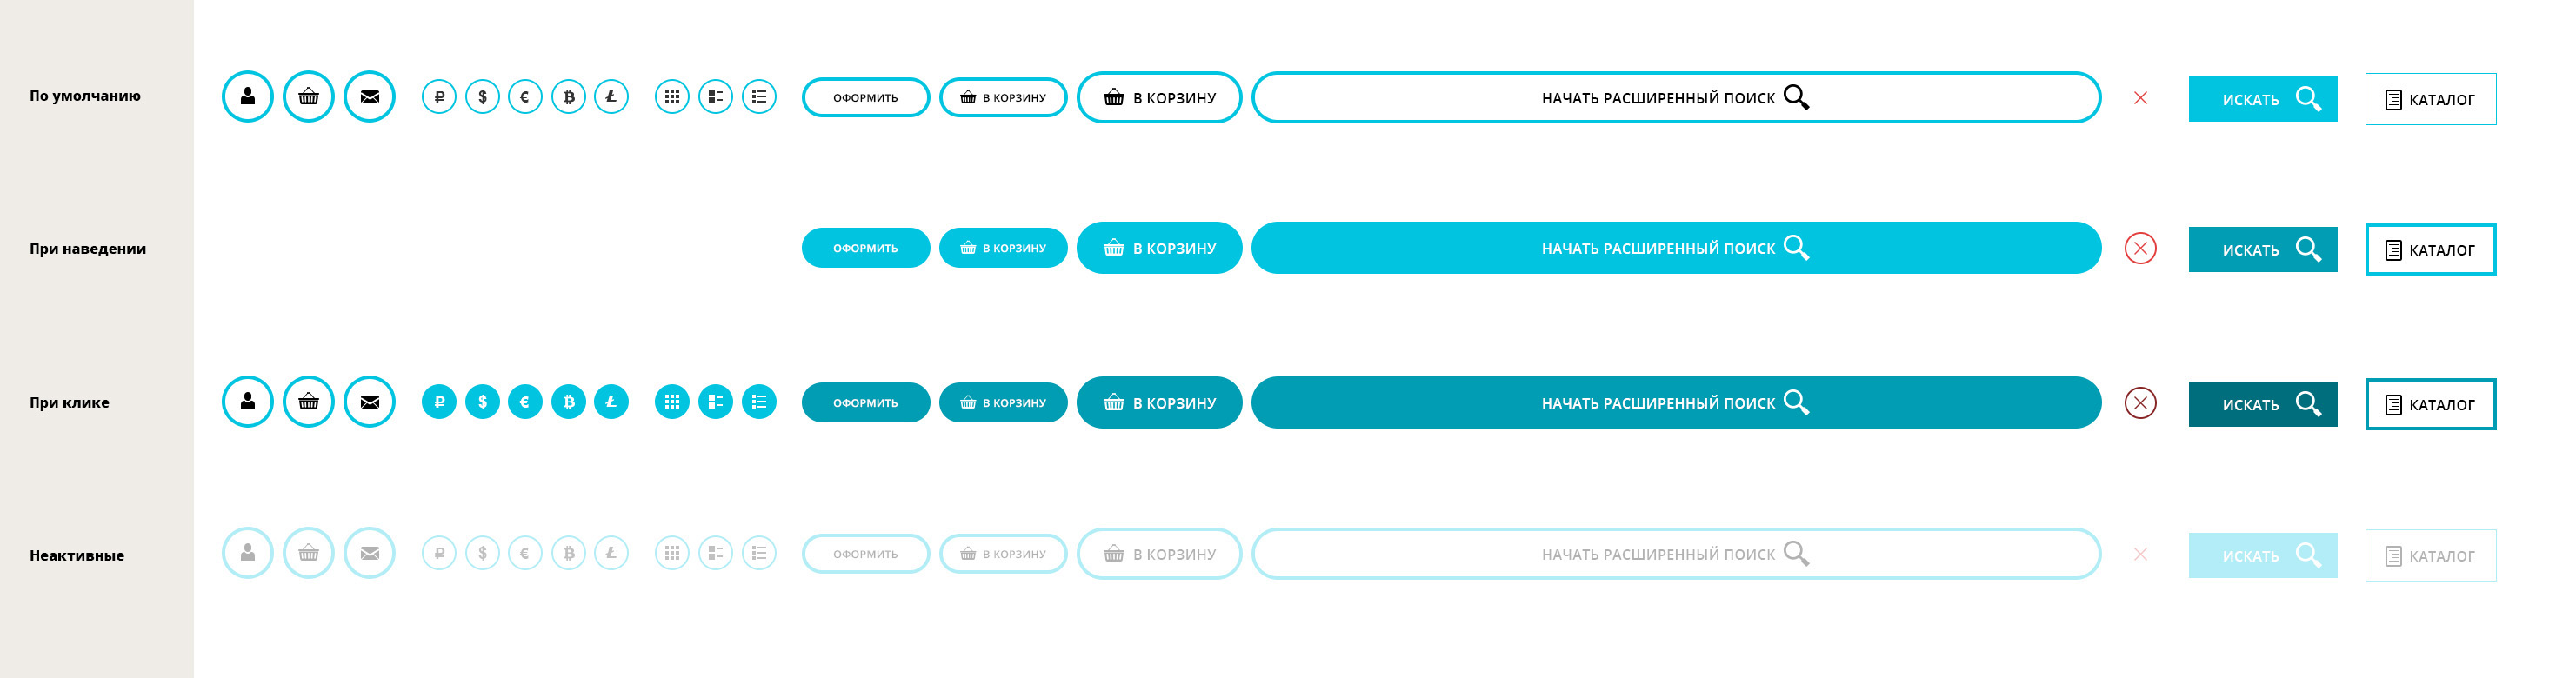 По умолчанию ОФОРМИТЬ В КОРЗИНУ В КОРЗИНУ НАЧАТЬ РАСШИРЕННЫЙ ПОИСК ИСКАТЬ КАТАЛОГ
При наведении ОФОРМИТЬ В КОРЗИНУ В КОРЗИНУ НАЧАТЬ РАСШИРЕННЫЙ ПОИСК ИСКАТЬ КАТАЛОГ
При клике ОФОРМИТЬ В КОРЗИНУ В КОРЗИНУ НАЧАТЬ РАСШИРЕННЫЙ ПОИСК ИСКАТЬ КАТАЛОГ
Неактивные ОФОРМИТЬ В КОРЗИНУ В КОРЗИНУ НАЧАТЬ РАСШИРЕННЫЙ ПОИСК ИСКАТЬ КАТАЛОГ